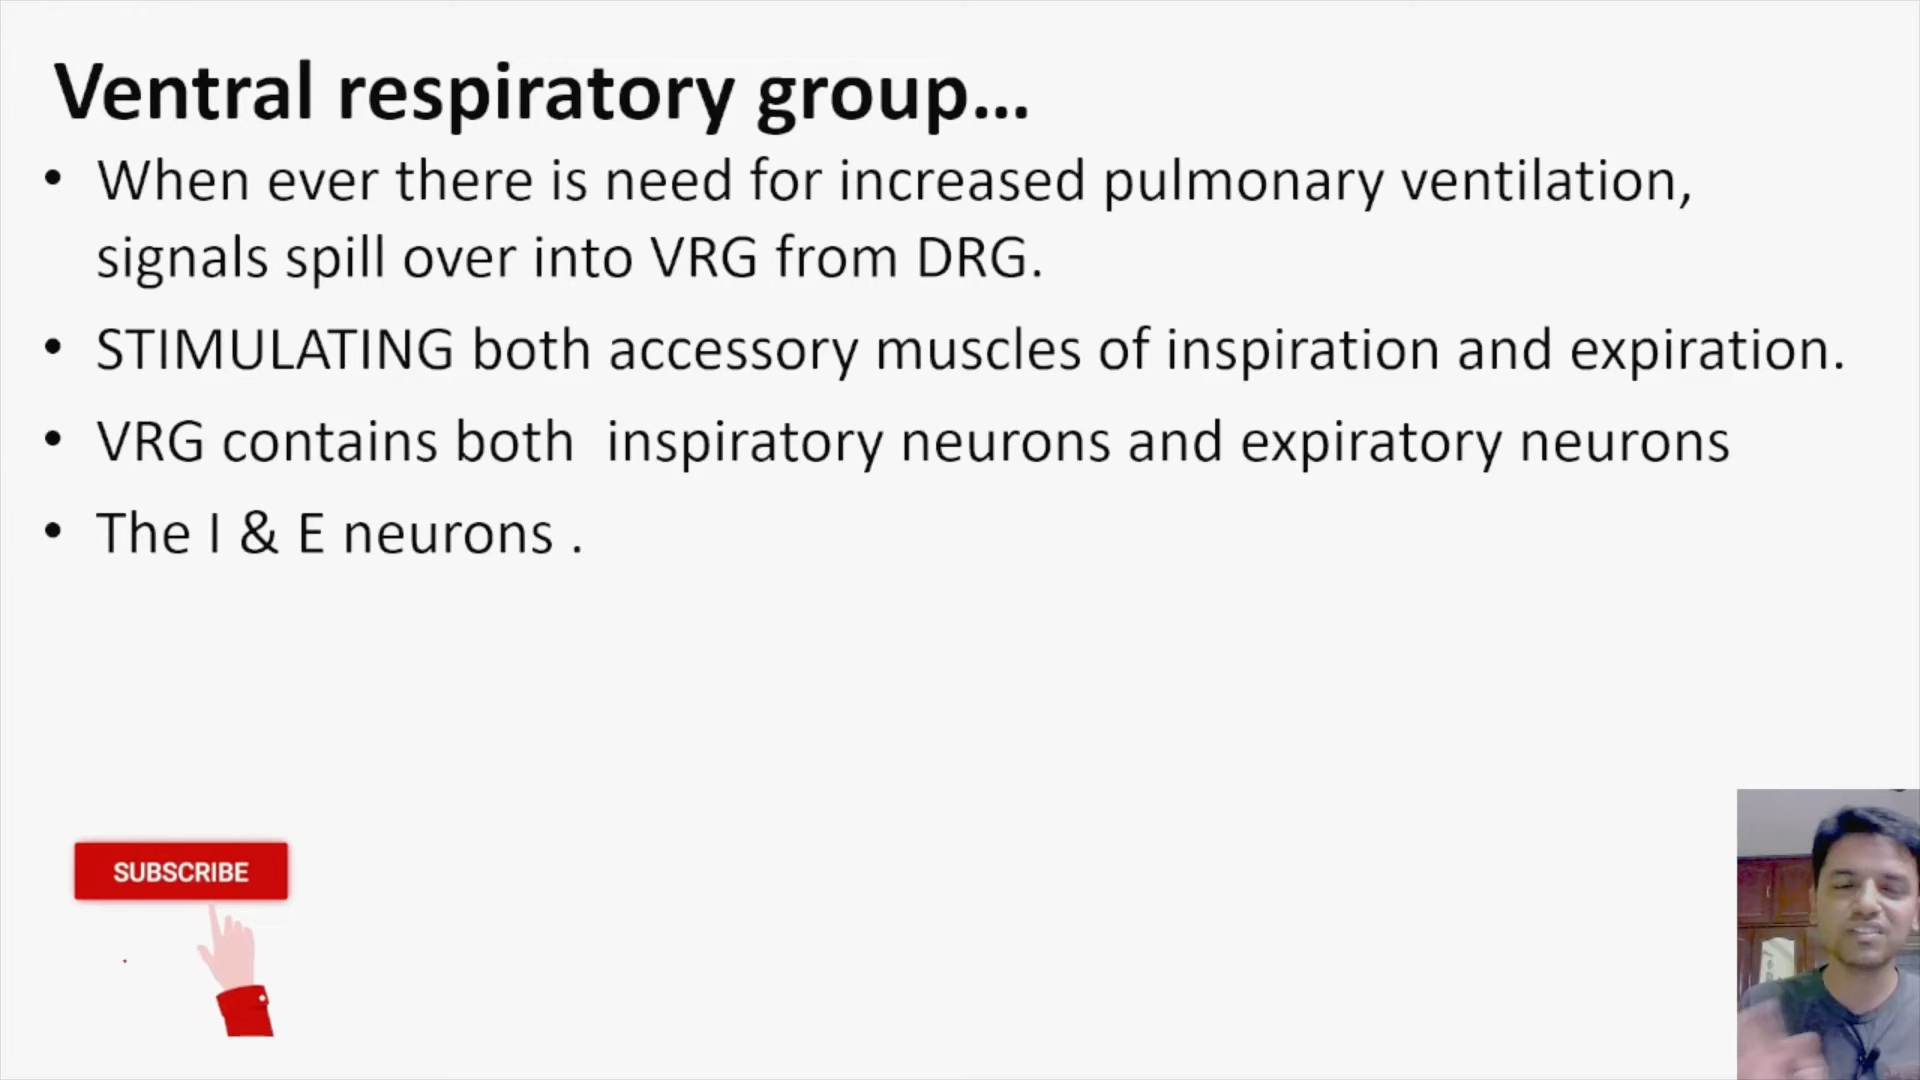 Ventral respiratory group...
• When ever there is need for increased pulmonary ventilation,
signals spill over into VRG from DRG.
• STIMULATING both accessory muscles of inspiration and expiration.
• VRG contains both  inspiratory neurons and expiratory neurons
• The I & E neurons .
SUBSCRIBE